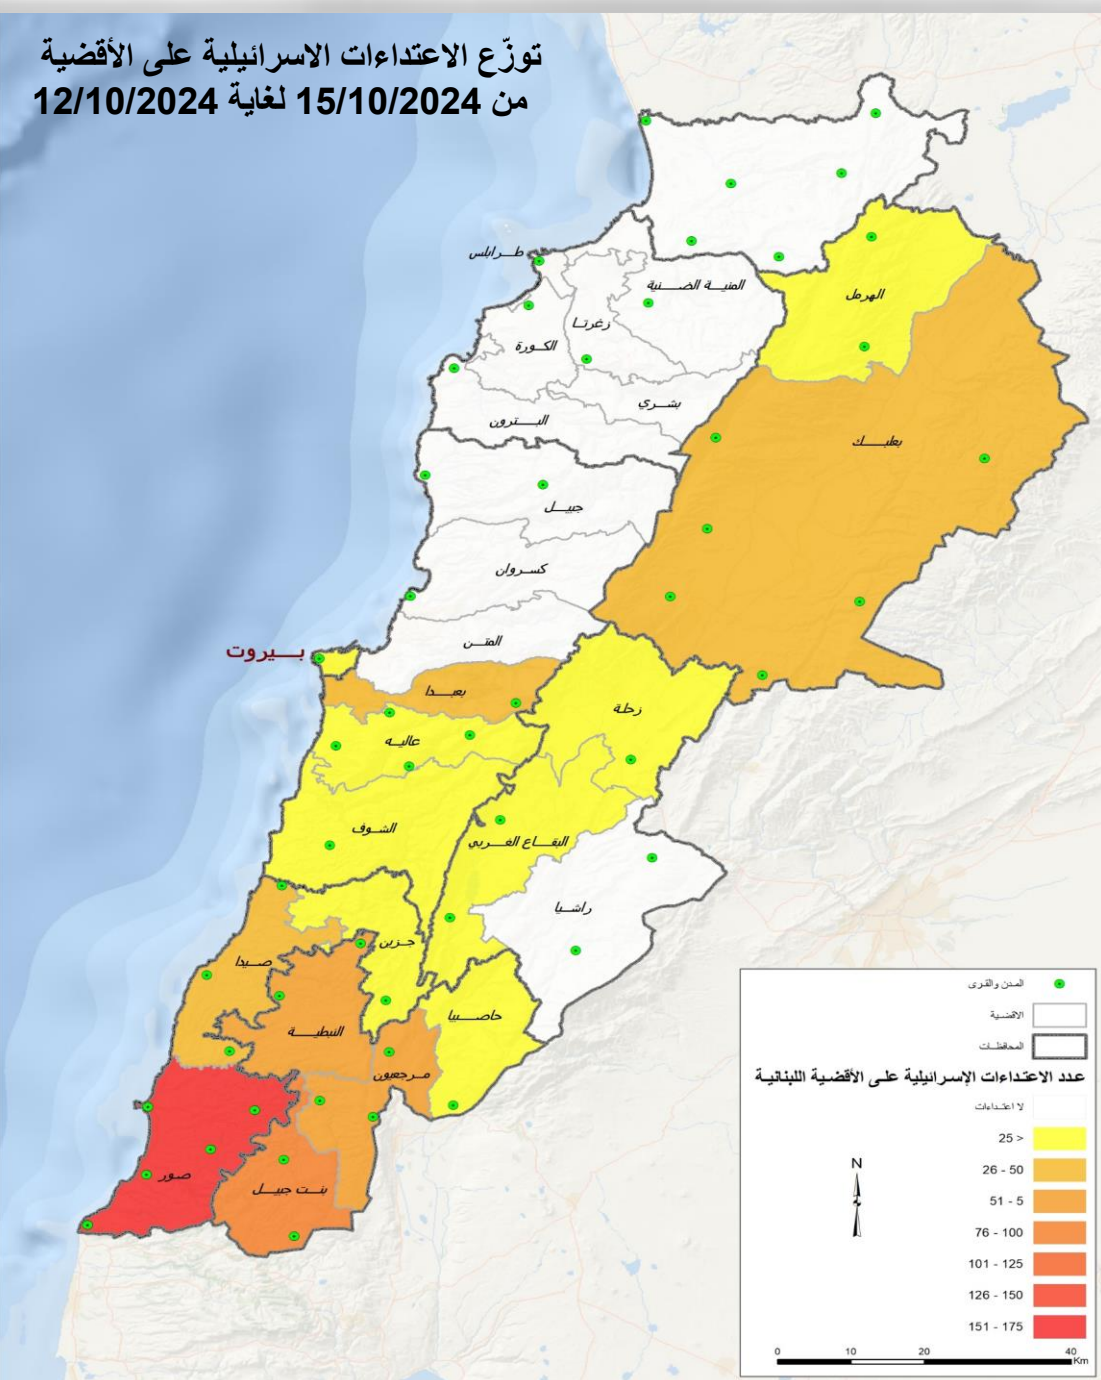 توزّع الاعتداءات الاسرائيلية على الأقضية
من 15/10/2024 لغاية 12/10/2024
طرابلس
المنية الضنية
الهرمل
زغرتا
الكورة
بشري
البترون
بعلبك
جبيل
كسروان
المتن
بيروت
بعبدا
زحلة
عاليه
الشوف
البقاع الغربي
راشيا
جزين
صيدا
حاصبيا
النبطية
مرجعيون
صور
بنت جبيل
المدن والقرى
الاقضية
المحافظات
عدد الاعتداءات الإسرائيلية على الأقضية اللبنانية
لا اعتداءات
25 >
26 - 50
51 - 5
76 - 100
101 - 125
126 - 150
151 - 175
N
0 10 20 40
Km